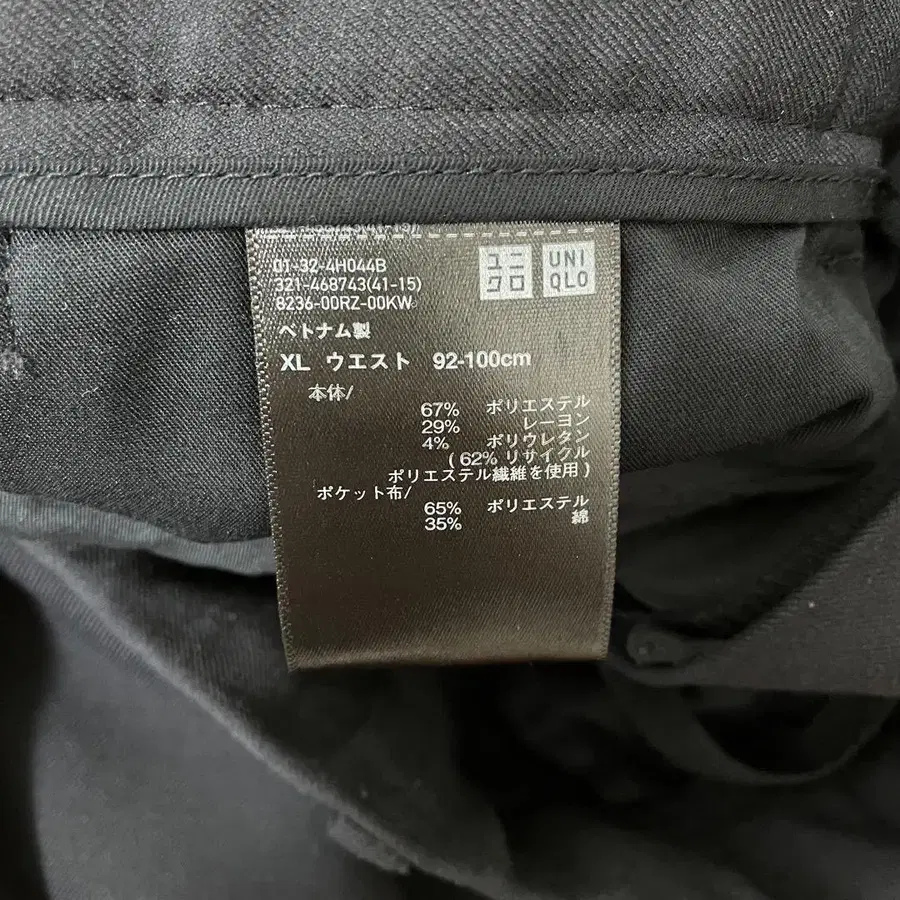 01-32-4H044B
321-468743(41-15)
8236-00RZ-00KW
ユニクロ
UNIQLO
ベトナム製
XL ウエスト 92-100cm
本体/
67% ポリエステル
29% レーヨン
4% ポリウレタン
(62% リサイクル
ポリエステル繊維を使用)
ポケット布/
65% ポリエステル
35% 綿